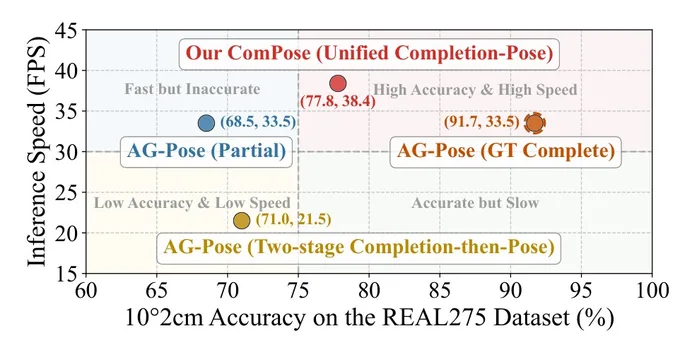 45
40
35
30
25
20
15
Inference Speed (FPS)
Our ComPose (Unified Completion-Pose)
Fast but Inaccurate
High Accuracy & High Speed
(77.8, 38.4)
(68.5, 33.5)
(91.7, 33.5)
AG-Pose (Partial)
AG-Pose (GT Complete)
Low Accuracy & Low Speed
Accurate but Slow
(71.0, 21.5)
AG-Pose (Two-stage Completion-then-Pose)
60 65 70 75 80 85 90 95 100
10°2cm Accuracy on the REAL275 Dataset (%)